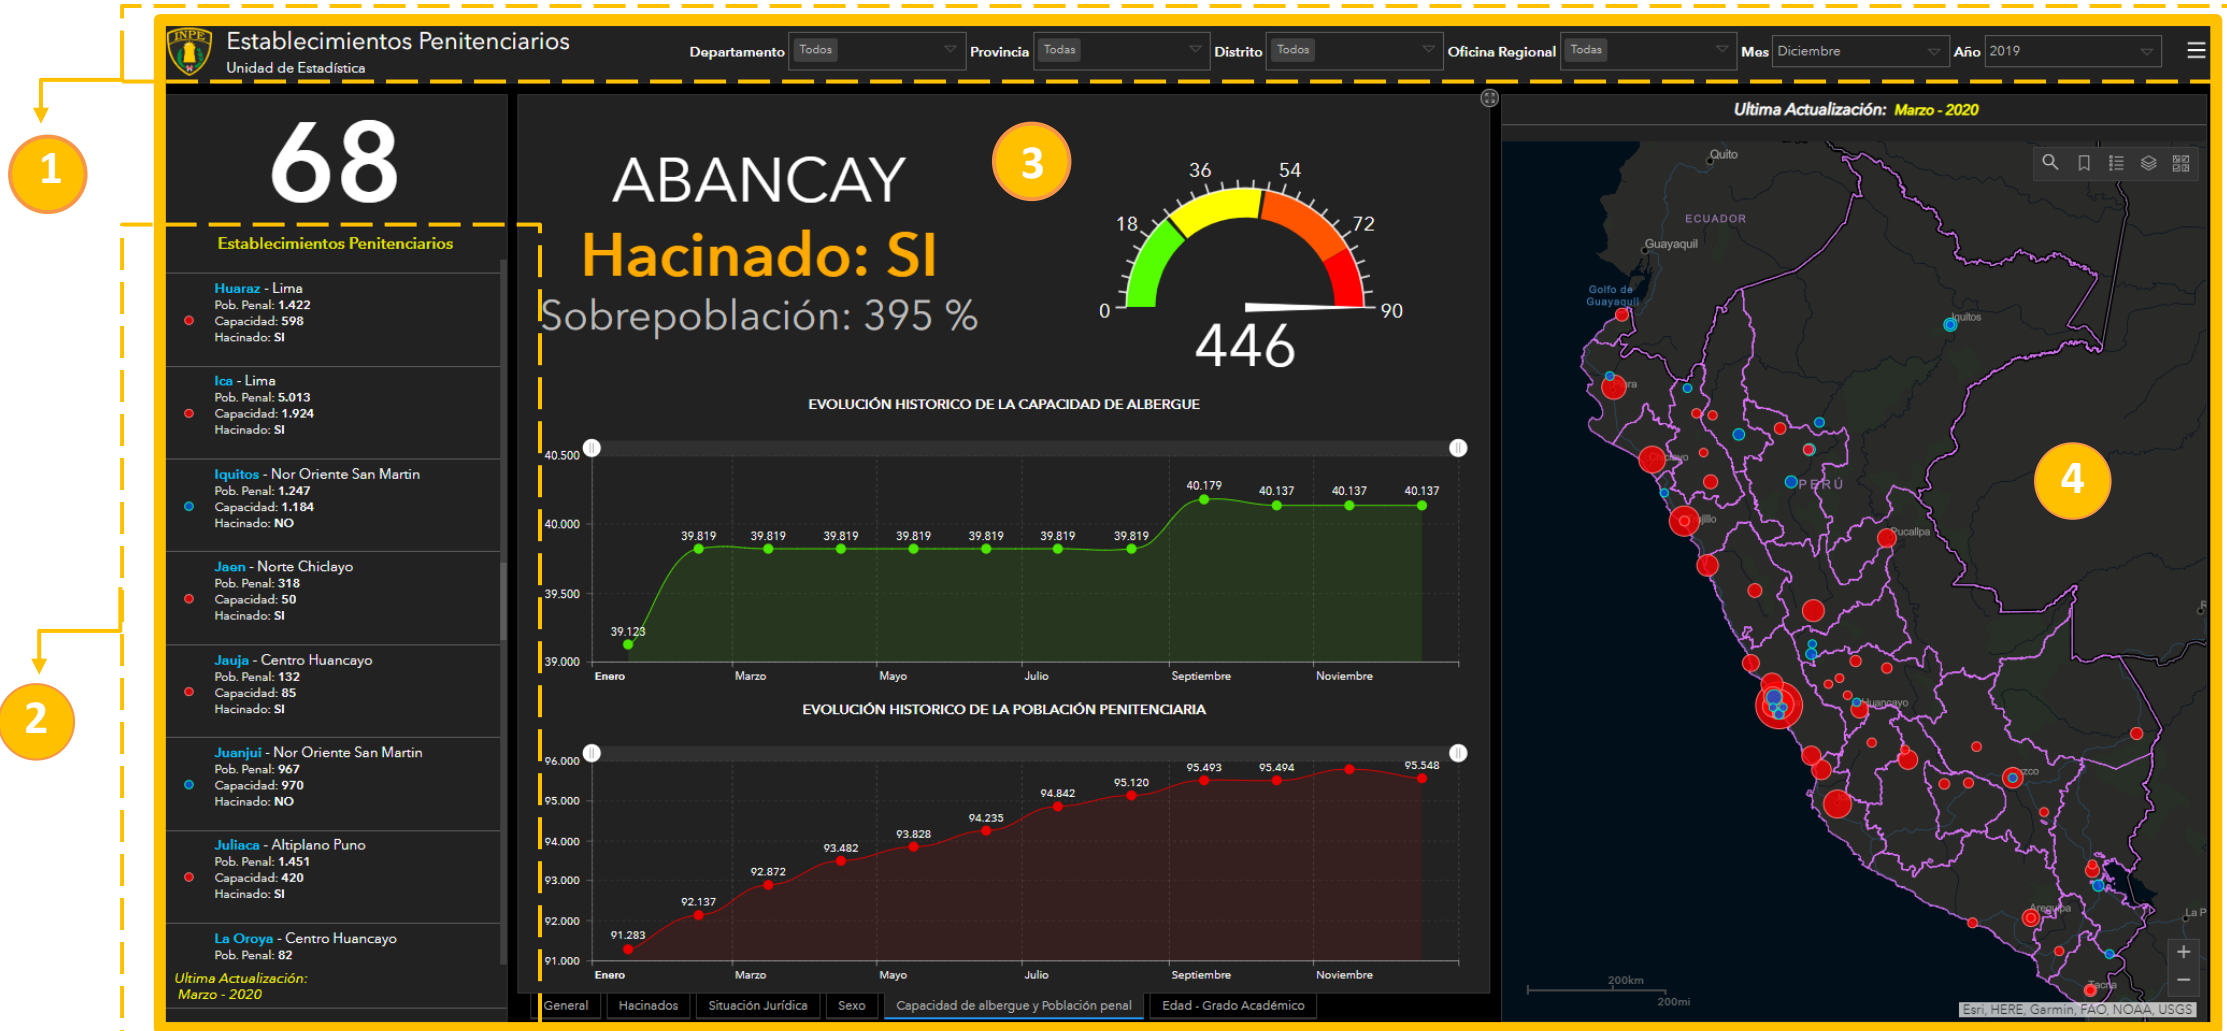 INPE
Establecimientos Penitenciarios
Unidad de Estadística
Departamento Todos
Provincia Todas
Distrito Todos
Oficina Regional Todas
Mes Diciembre
Año 2019
1
2
3
4
68
Establecimientos Penitenciarios
Huaraz - Lima
Pob. Penal: 1.422
Capacidad: 598
Hacinado: SI
Ica - Lima
Pob. Penal: 5.013
Capacidad: 1.924
Hacinado: SI
Iquitos - Nor Oriente San Martin
Pob. Penal: 1.247
Capacidad: 1.184
Hacinado: NO
Jaen - Norte Chiclayo
Pob. Penal: 318
Capacidad: 50
Hacinado: SI
Jauja - Centro Huancayo
Pob. Penal: 132
Capacidad: 85
Hacinado: SI
Juanjui - Nor Oriente San Martin
Pob. Penal: 967
Capacidad: 970
Hacinado: NO
Juliaca - Altiplano Puno
Pob. Penal: 1.451
Capacidad: 420
Hacinado: SI
La Oroya - Centro Huancayo
Pob. Penal: 82
Ultima Actualización:
Marzo - 2020
ABANCAY
Hacinado: SI
Sobrepoblación: 395 %
0
18
36
54
72
90
446
EVOLUCIÓN HISTORICO DE LA CAPACIDAD DE ALBERGUE
40.500
40.000
39.500
39.000
39.123
39.819
39.819
39.819
39.819
39.819
39.819
39.819
40.179
40.137
40.137
40.137
Enero
Marzo
Mayo
Julio
Septiembre
Noviembre
EVOLUCIÓN HISTORICO DE LA POBLACIÓN PENITENCIARIA
96.000
95.000
94.000
93.000
92.000
91.000
91.283
92.137
92.872
93.482
93.828
94.235
94.842
95.120
95.493
95.494
95.548
Enero
Marzo
Mayo
Julio
Septiembre
Noviembre
General
Hacinados
Situación Jurídica
Sexo
Capacidad de albergue y Población penal
Edad - Grado Académico
Ultima Actualización: Marzo - 2020
Quito
ECUADOR
Guayaquil
Golfo de
Guayaquil
Iquitos
PERÚ
Pucallpa
Huancayo
Arequipa
Tacna
La P
200km
200mi
+
−
Esri, HERE, Garmin, FAO, NOAA, USGS